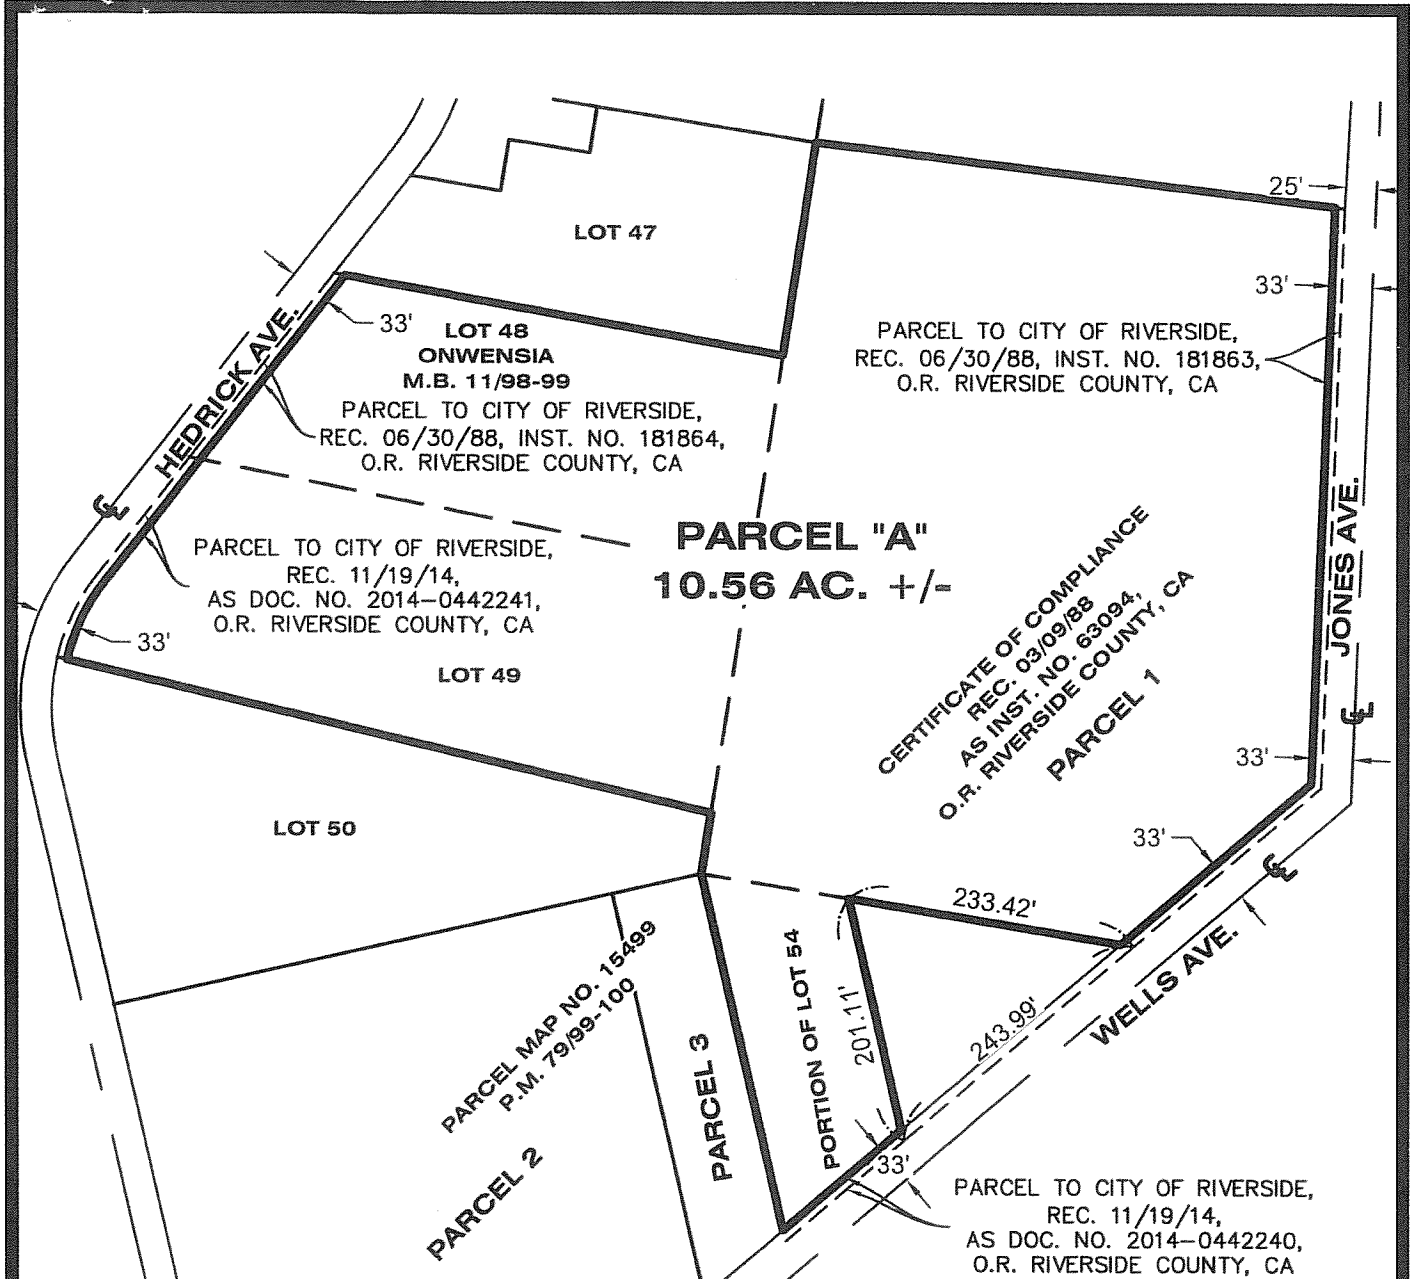 25'
LOT 47
33'
HEDRICK AVE.
33'
LOT 48
ONWENSIA
M.B. 11/98-99
PARCEL TO CITY OF RIVERSIDE,
REC. 06/30/88, INST. NO. 181864,
O.R. RIVERSIDE COUNTY, CA
PARCEL TO CITY OF RIVERSIDE,
REC. 06/30/88, INST. NO. 181863,
O.R. RIVERSIDE COUNTY, CA
℄
PARCEL "A"
10.56 AC. +/-
PARCEL TO CITY OF RIVERSIDE,
REC. 11/19/14,
AS DOC. NO. 2014-0442241,
O.R. RIVERSIDE COUNTY, CA
33'
LOT 49
CERTIFICATE OF COMPLIANCE
REC. 03/09/88
AS INST. NO. 63094,
O.R. RIVERSIDE COUNTY, CA
PARCEL 1
JONES AVE.
℄
33'
LOT 50
33'
℄
233.42'
PARCEL MAP NO. 15499
P.M. 79/99-100
PARCEL 2
PARCEL 3
PORTION OF LOT 54
201.11'
243.99'
WELLS AVE.
33'
PARCEL TO CITY OF RIVERSIDE,
REC. 11/19/14,
AS DOC. NO. 2014-0442240,
O.R. RIVERSIDE COUNTY, CA